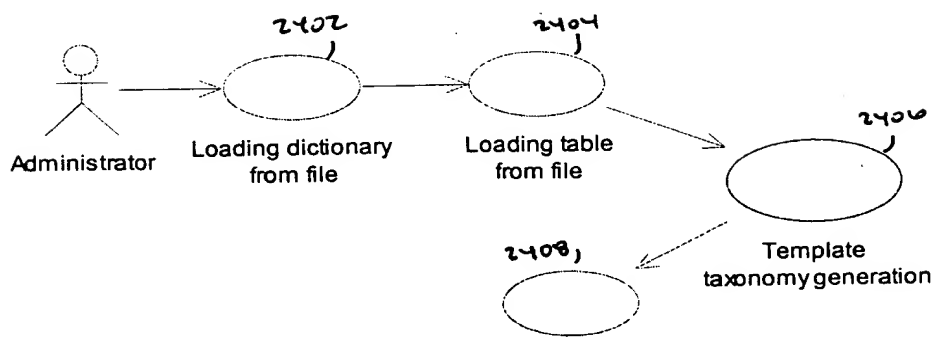 2402
2404
2406
Administrator
Loading dictionary
from file
Loading table
from file
2408
Template
taxonomy generation